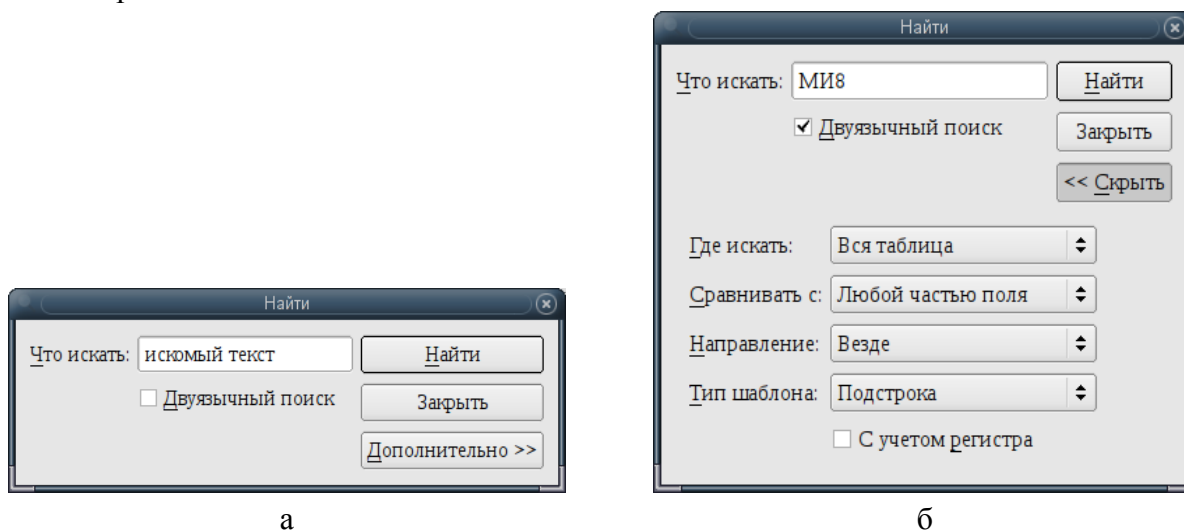 Найти
Что искать: искомый текст
Найти
Двуязычный поиск
Закрыть
Дополнительно >>
а
Найти
Что искать: МИ8
Найти
Двуязычный поиск
Закрыть
<< Скрыть
Где искать: Вся таблица
Сравнивать с: Любой частью поля
Направление: Везде
Тип шаблона: Подстрока
С учетом регистра
б